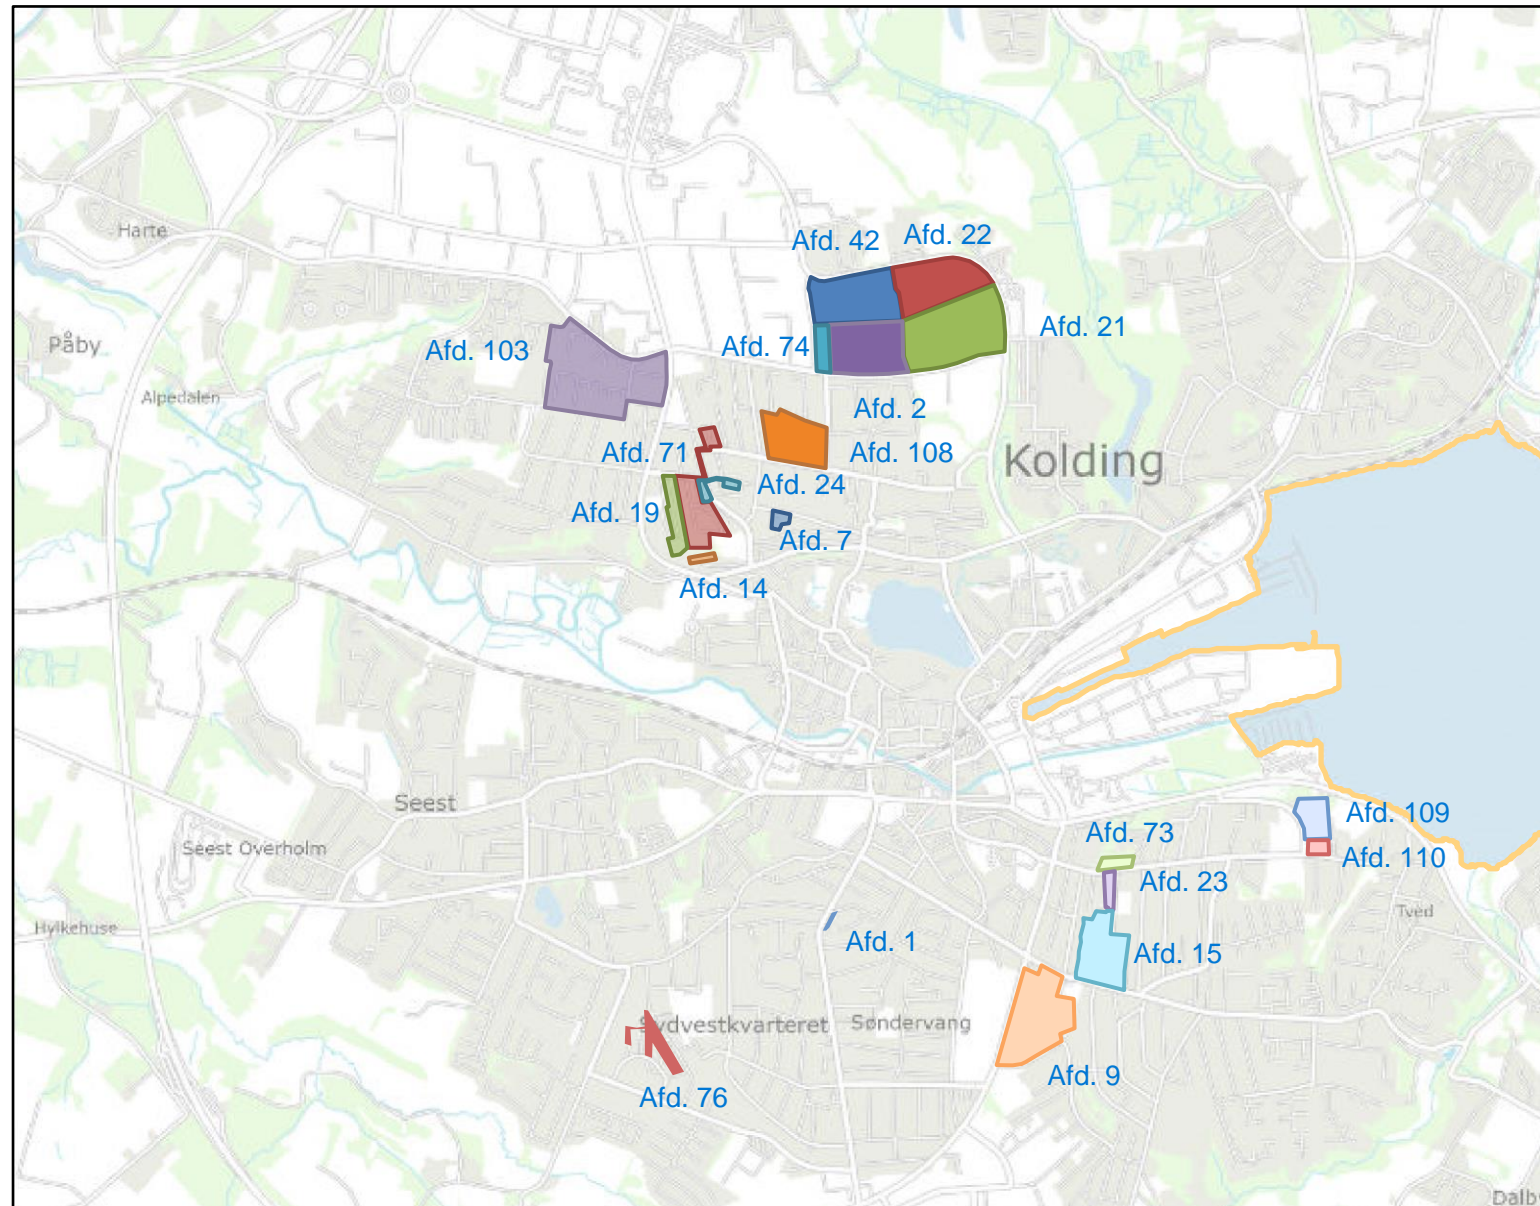 Harte
Afd. 42
Afd. 22
Afd. 21
Påby
Afd. 103
Afd. 74
Alpedalen
Afd. 2
Afd. 71
Afd. 108
Kolding
Afd. 24
Afd. 19
Afd. 7
Afd. 14
Seest
Afd. 109
Seest Overholm
Afd. 73
Afd. 110
Afd. 23
Tved
Hylkehuse
Afd. 1
Afd. 15
Sydvestkvarteret
Søndervang
Afd. 9
Afd. 76
Dalby